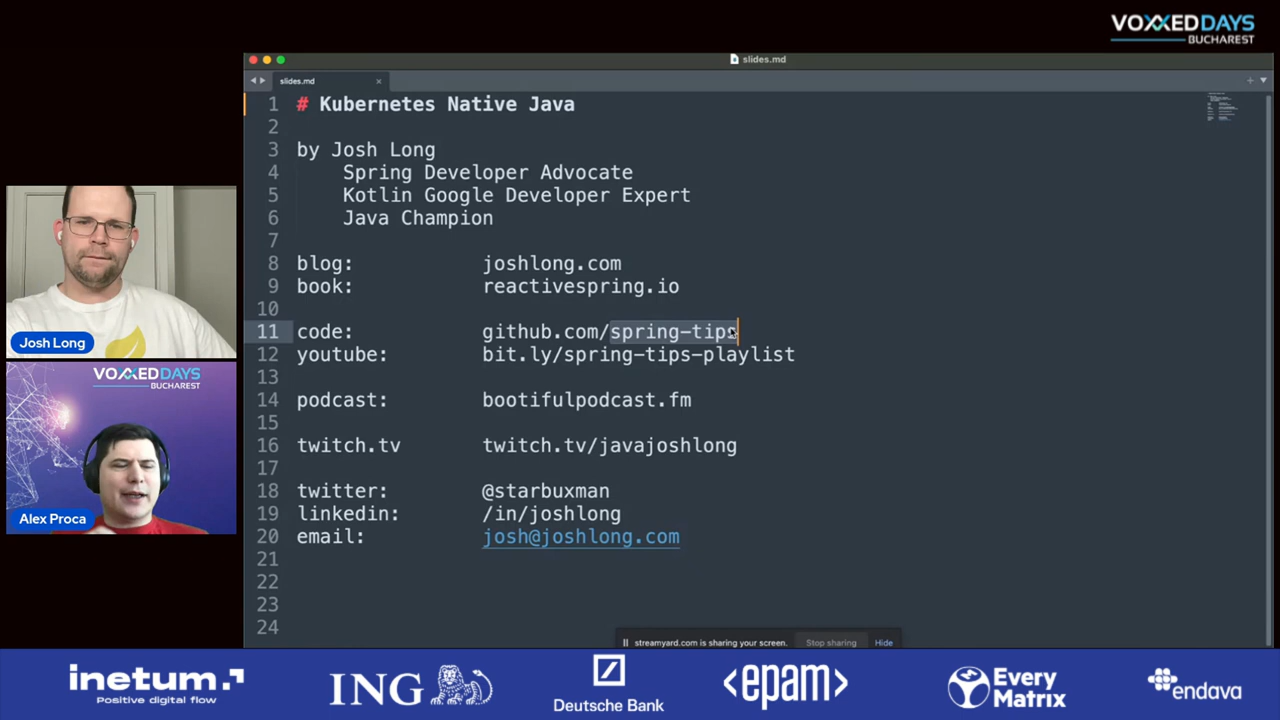 VOXXEDDAYS
BUCHAREST
slides.md
slides.md
1 # Kubernetes Native Java
2
3 by Josh Long
4 Spring Developer Advocate
5 Kotlin Google Developer Expert
6 Java Champion
7
8 blog: joshlong.com
9 book: reactivespring.io
10
11 code: github.com/spring-tips
12 youtube: bit.ly/spring-tips-playlist
13
14 podcast: bootifulpodcast.fm
15
16 twitch.tv twitch.tv/javajoshlong
17
18 twitter: @starbuxman
19 linkedin: /in/joshlong
20 email: josh@joshlong.com
21
22
23
24
Josh Long
VOXXEDDAYS
BUCHAREST
Alex Proca
streamyard.com is sharing your screen. Stop sharing Hide
inetum.
Positive digital flow
ING
Deutsche Bank
<epam>
Every
Matrix
endava